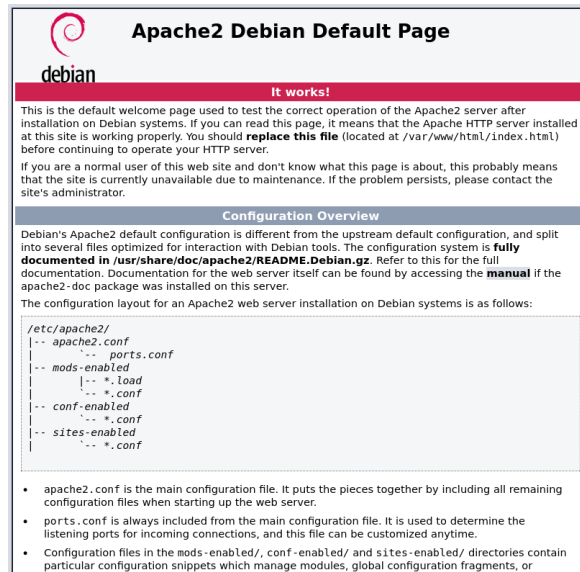 Apache2 Debian Default Page
debian
It works!
This is the default welcome page used to test the correct operation of the Apache2 server after
installation on Debian systems. If you can read this page, it means that the Apache HTTP server installed
at this site is working properly. You should replace this file (located at /var/www/html/index.html)
before continuing to operate your HTTP server.
If you are a normal user of this web site and don't know what this page is about, this probably means
that the site is currently unavailable due to maintenance. If the problem persists, please contact the
site's administrator.
Configuration Overview
Debian's Apache2 default configuration is different from the upstream default configuration, and split
into several files optimized for interaction with Debian tools. The configuration system is fully
documented in /usr/share/doc/apache2/README.Debian.gz. Refer to this for the full
documentation. Documentation for the web server itself can be found by accessing the manual if the
apache2-doc package was installed on this server.
The configuration layout for an Apache2 web server installation on Debian systems is as follows:
/etc/apache2/
|-- apache2.conf
|       `--  ports.conf
|-- mods-enabled
|       |-- *.load
|       `-- *.conf
|-- conf-enabled
|       `-- *.conf
|-- sites-enabled
|       `-- *.conf
• apache2.conf is the main configuration file. It puts the pieces together by including all remaining
configuration files when starting up the web server.
• ports.conf is always included from the main configuration file. It is used to determine the
listening ports for incoming connections, and this file can be customized anytime.
• Configuration files in the mods-enabled/, conf-enabled/ and sites-enabled/ directories contain
particular configuration snippets which manage modules, global configuration fragments, or